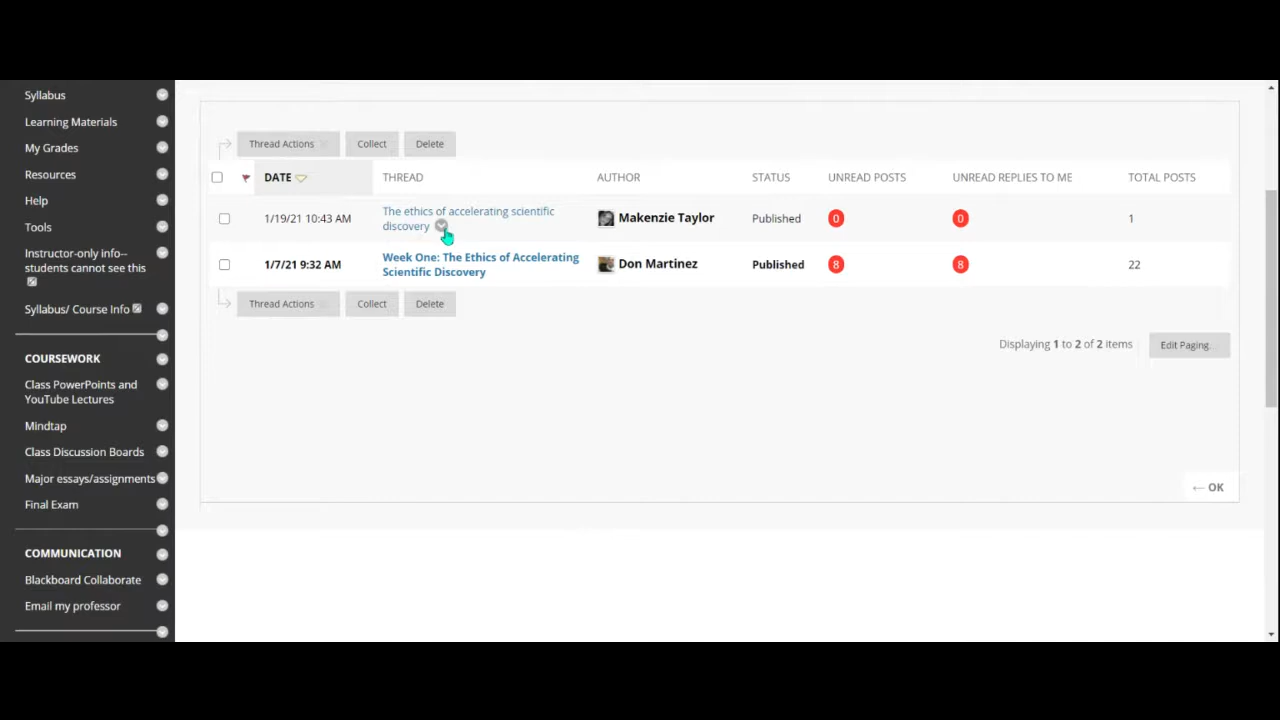 Syllabus
Learning Materials
My Grades
Resources
Help
Tools
Instructor-only info--
students cannot see this
Syllabus/ Course Info
COURSEWORK
Class PowerPoints and
YouTube Lectures
Mindtap
Class Discussion Boards
Major essays/assignments
Final Exam
COMMUNICATION
Blackboard Collaborate
Email my professor
Thread Actions Collect Delete
DATE THREAD AUTHOR STATUS UNREAD POSTS UNREAD REPLIES TO ME TOTAL POSTS
1/19/21 10:43 AM The ethics of accelerating scientific
discovery Makenzie Taylor Published 0 0 1
1/7/21 9:32 AM Week One: The Ethics of Accelerating
Scientific Discovery Don Martinez Published 8 8 22
Thread Actions Collect Delete
Displaying 1 to 2 of 2 items Edit Paging...
← OK